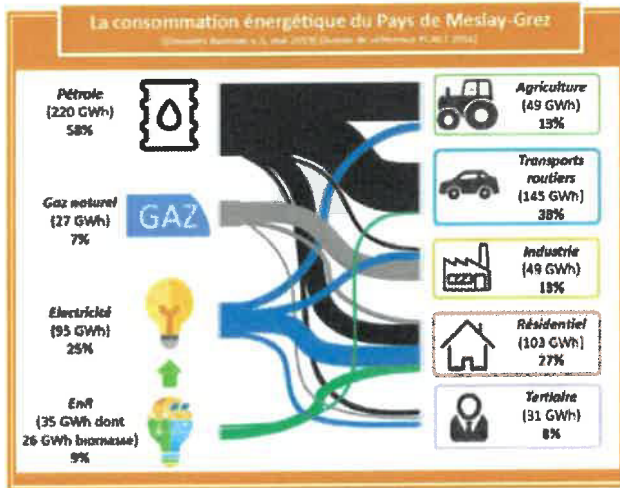 La consommation énergétique du Pays de Meslay-Grez
Pétrole
(220 GWh)
58%
Gaz naturel
(27 GWh)
7%
GAZ
Electricité
(95 GWh)
25%
EnR
(35 GWh dont
26 GWh biomasse)
9%
Agriculture
(49 GWh)
13%
Transports
routiers
(145 GWh)
38%
Industrie
(49 GWh)
13%
Résidentiel
(103 GWh)
27%
Tertiaire
(31 GWh)
8%